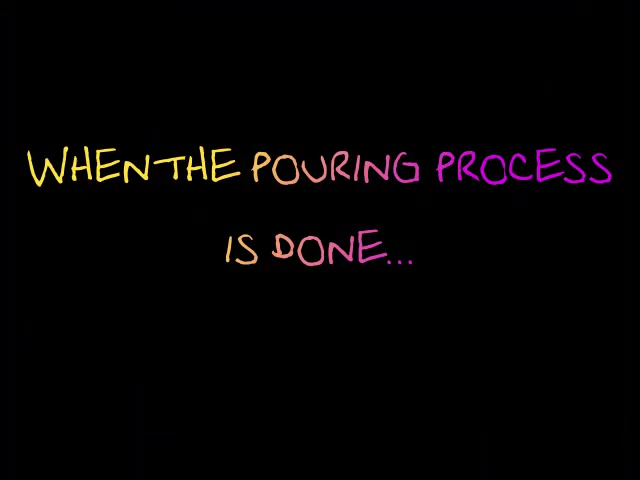 WHEN THE POURING PROCESS
IS DONE...